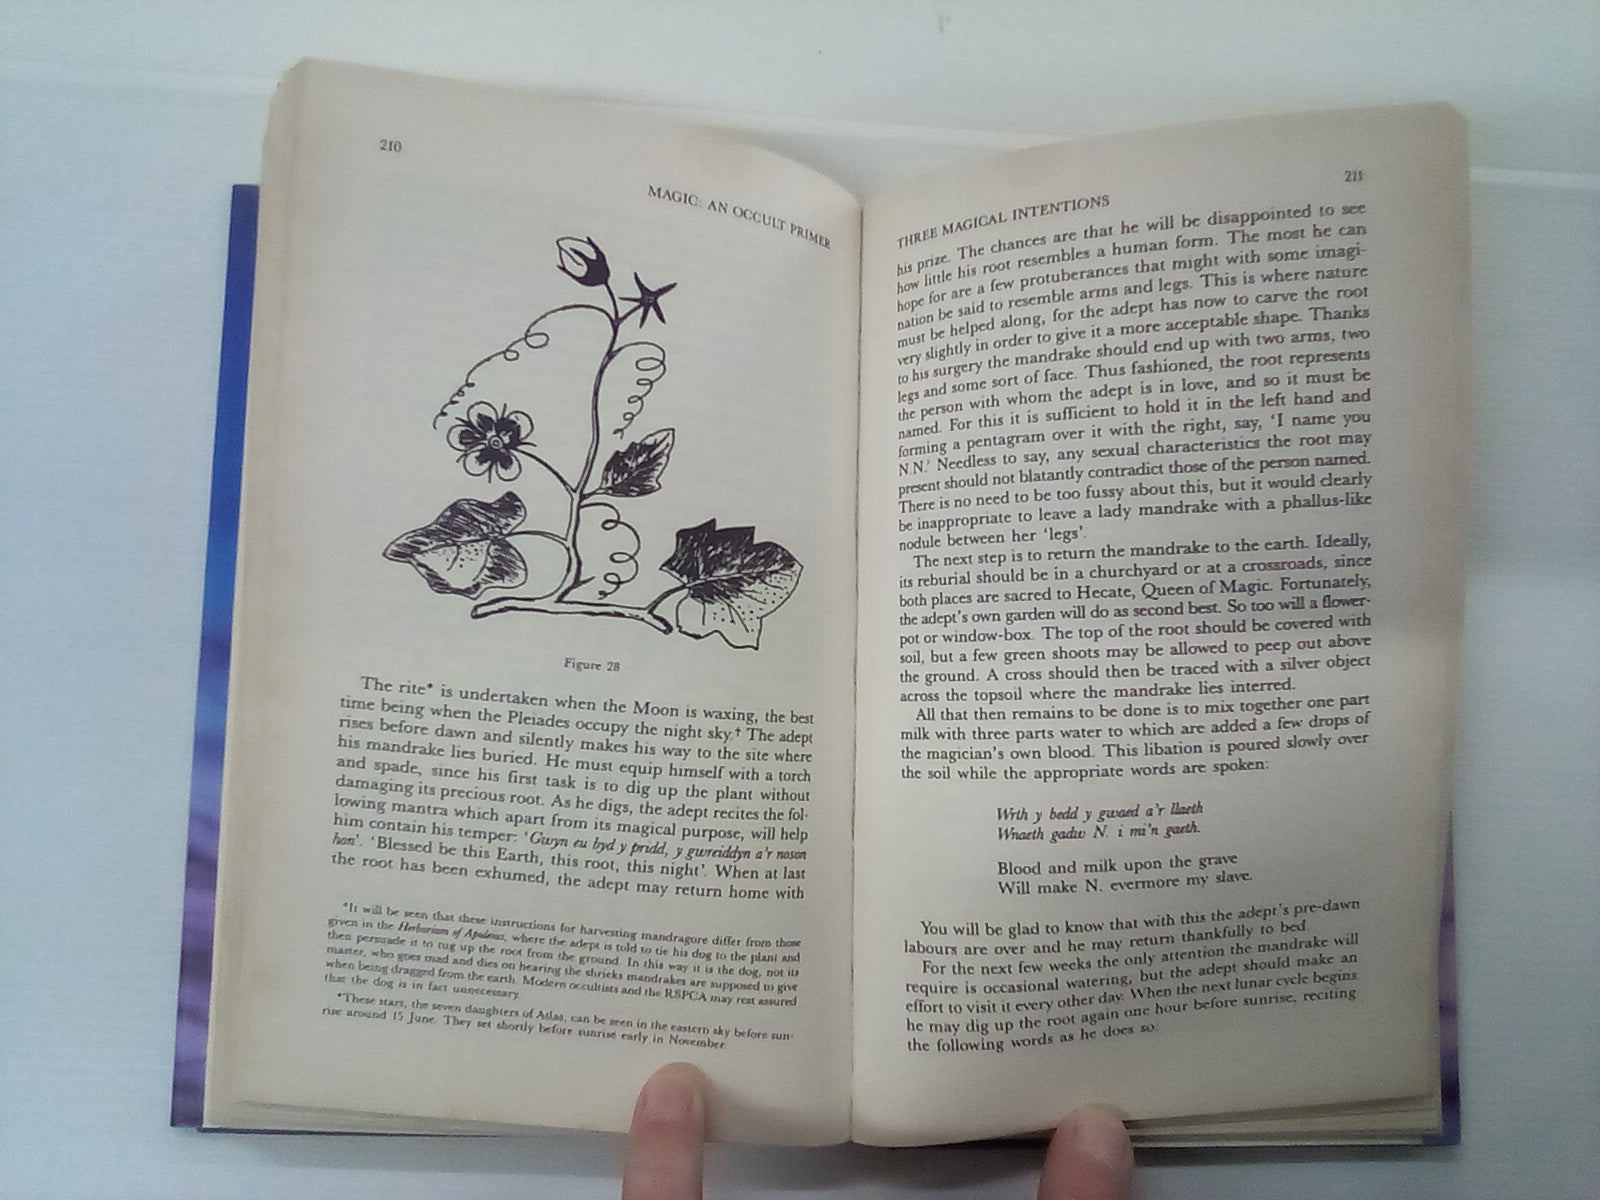 210
MAGIC: AN OCCULT PRIMER
Figure 28
The rite* is undertaken when the Moon is waxing, the best
time being when the Pleiades occupy the night sky.† The adept
rises before dawn and silently makes his way to the site where
his mandrake lies buried. He must equip himself with a torch
and spade, since his first task is to dig up the plant without
damaging its precious root. As he digs, the adept recites the fol-
lowing mantra which apart from its magical purpose, will help
him contain his temper: 'Gwyn eu byd y pridd, y gwreiddyn a'r noson
hon'. 'Blessed be this Earth, this root, this night'. When at last
the root has been exhumed, the adept may return home with
*It will be seen that these instructions for harvesting mandragore differ from those
given in the Herbarium of Apuleius, where the adept is told to tie his dog to the plant and
then persuade it to tug up the root from the ground. In this way it is the dog, not its
master, who goes mad and dies on hearing the shrieks mandrakes are supposed to give
when being dragged from the earth. Modern occultists and the RSPCA may rest assured
that the dog is in fact unnecessary.
*These stars, the seven daughters of Atlas, can be seen in the eastern sky before sun-
rise around 15 June. They set shortly before sunrise early in November.
211
THREE MAGICAL INTENTIONS
his prize. The chances are that he will be disappointed to see
how little his root resembles a human form. The most he can
hope for are a few protuberances that might with some imagi-
nation be said to resemble arms and legs. This is where nature
must be helped along, for the adept has now to carve the root
very slightly in order to give it a more acceptable shape. Thanks
to his surgery the mandrake should end up with two arms, two
legs and some sort of face. Thus fashioned, the root represents
the person with whom the adept is in love, and so it must be
named. For this it is sufficient to hold it in the left hand and
forming a pentagram over it with the right, say, 'I name you
N.N.' Needless to say, any sexual characteristics the root may
present should not blatantly contradict those of the person named.
There is no need to be too fussy about this, but it would clearly
be inappropriate to leave a lady mandrake with a phallus-like
nodule between her 'legs'.
The next step is to return the mandrake to the earth. Ideally,
its reburial should be in a churchyard or at a crossroads, since
both places are sacred to Hecate, Queen of Magic. Fortunately,
the adept's own garden will do as second best. So too will a flower-
pot or window-box. The top of the root should be covered with
soil, but a few green shoots may be allowed to peep out above
the ground. A cross should then be traced with a silver object
across the topsoil where the mandrake lies interred.
All that then remains to be done is to mix together one part
milk with three parts water to which are added a few drops of
the magician's own blood. This libation is poured slowly over
the soil while the appropriate words are spoken:
Wrth y bedd y gwaed a'r llaeth
Wnaeth gadw N. i mi'n gaeth.
Blood and milk upon the grave
Will make N. evermore my slave.
You will be glad to know that with this the adept's pre-dawn
labours are over and he may return thankfully to bed.
For the next few weeks the only attention the mandrake will
require is occasional watering, but the adept should make an
effort to visit it every other day. When the next lunar cycle begins
he may dig up the root again one hour before sunrise, reciting
the following words as he does so: